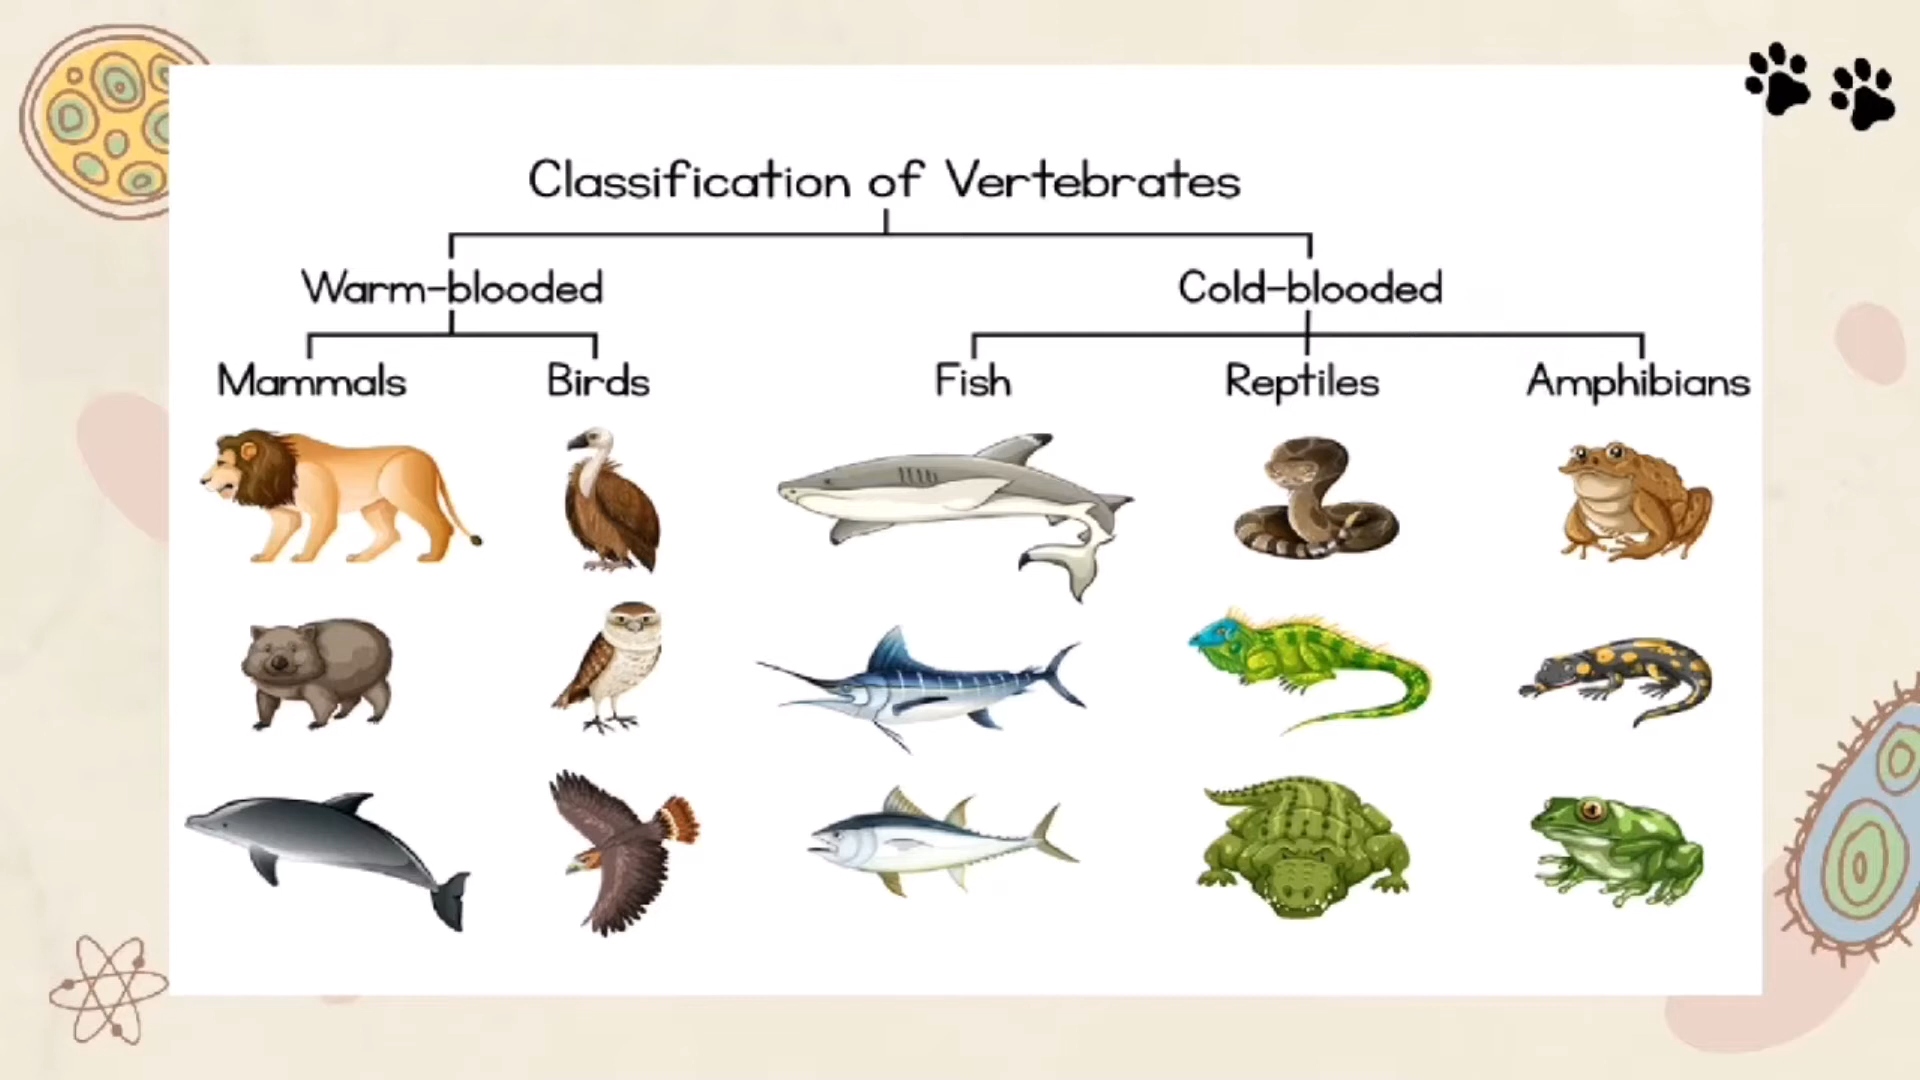 Classification of Vertebrates
Warm-blooded
Cold-blooded
Mammals
Birds
Fish
Reptiles
Amphibians